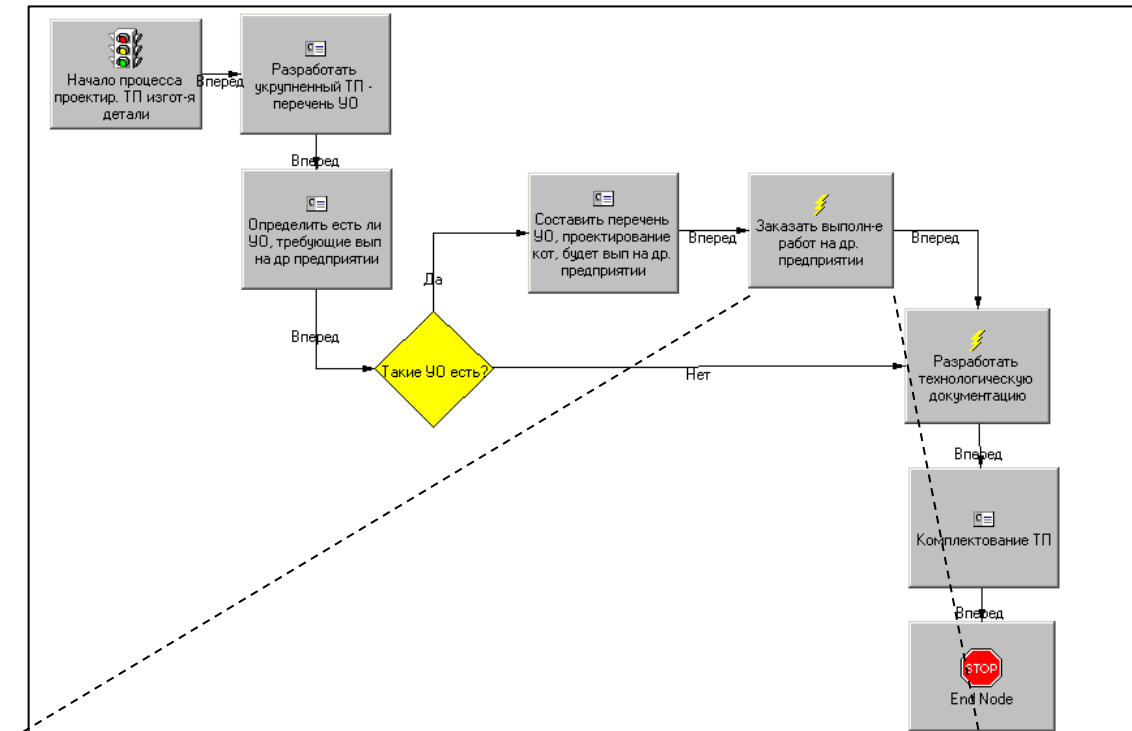 Начало процесса
проектир. ТП изгот-я
детали
Вперед
Разработать
укрупненный ТП -
перечень УО
Вперед
Определить есть ли
УО, требующие вып
на др предприятии
Вперед
Такие УО есть?
Да
Составить перечень
УО, проектирование
кот, будет вып на др.
предприятии
Вперед
Заказать выполн-е
работ на др.
предприятии
Вперед
Нет
Разработать
технологическую
документацию
Вперед
Комплектование ТП
Вперед
STOP
End Node